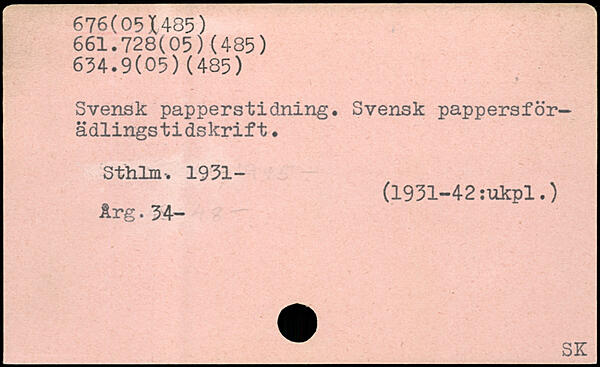 676(05)(485)
661.728(05)(485)
634.9(05)(485)
Svensk papperstidning. Svensk pappersför-
ädlingstidskrift.
Sthlm. 1931-
(1931-42:ukpl.)
Årg.34-
SK